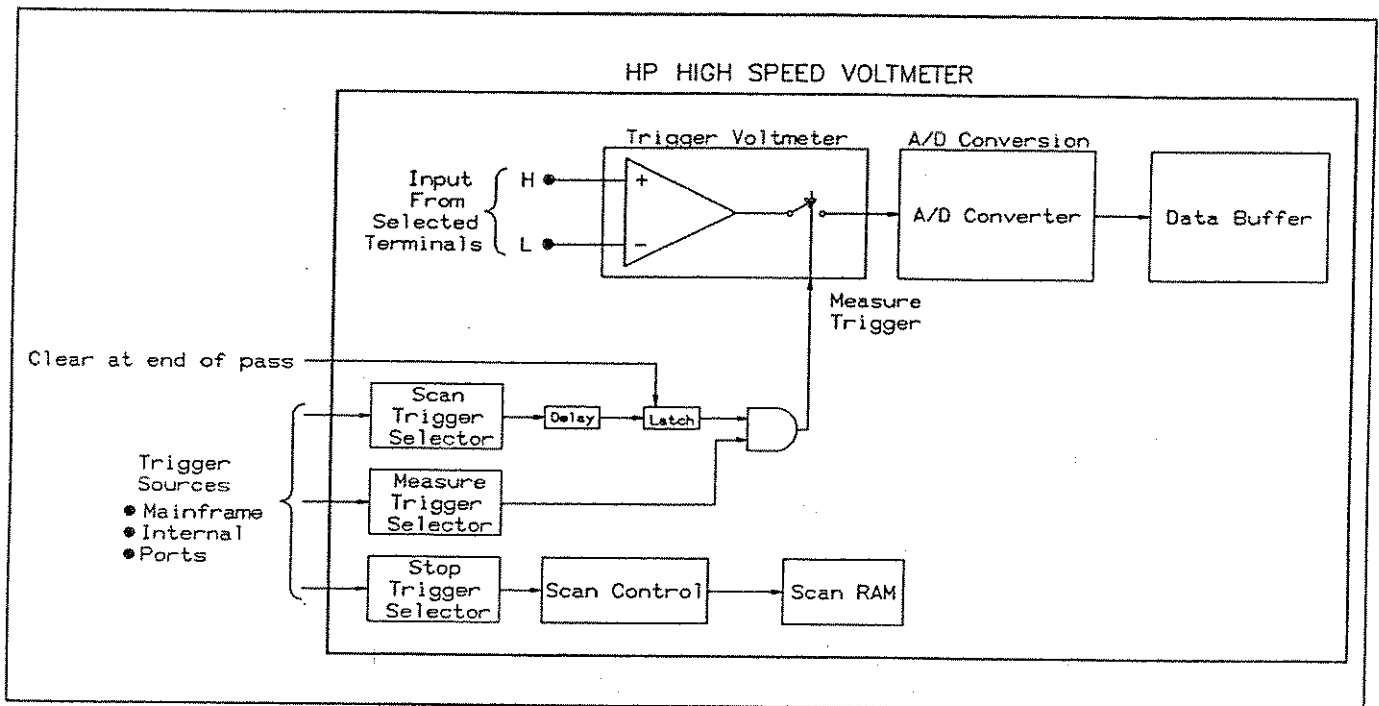 HP HIGH SPEED VOLTMETER
Trigger Voltmeter
A/D Conversion
Input
From
Selected
Terminals
H
L
+
-
A/D Converter
Data Buffer
Measure
Trigger
Clear at end of pass
Scan
Trigger
Selector
Delay
Latch
Trigger
Sources
● Mainframe
● Internal
● Ports
Measure
Trigger
Selector
Stop
Trigger
Selector
Scan Control
Scan RAM